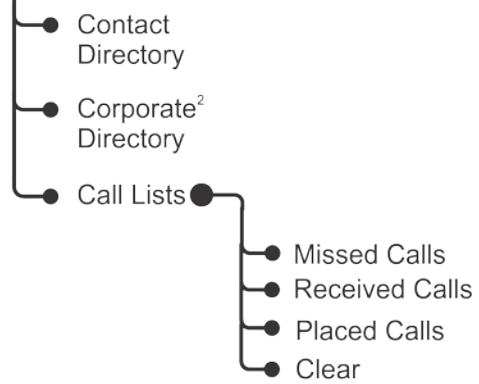 Contact
Directory
Corporate²
Directory
Call Lists
Missed Calls
Received Calls
Placed Calls
Clear